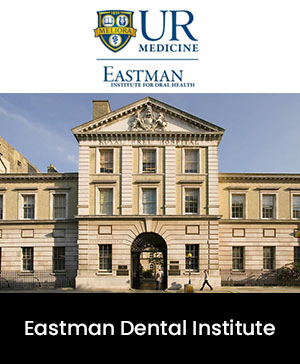 MELIORA
UR
MEDICINE
EASTMAN
INSTITUTE FOR ORAL HEALTH
Eastman Dental Institute